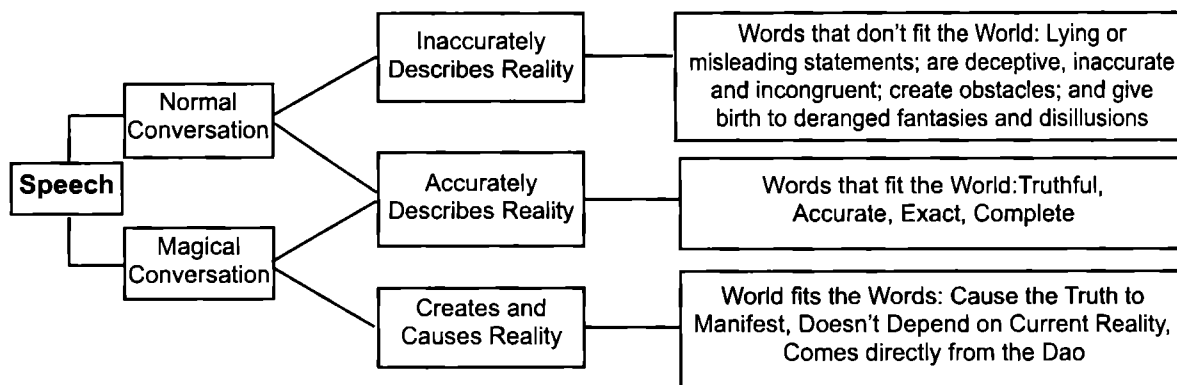 Speech
Normal
Conversation
Magical
Conversation
Inaccurately
Describes Reality
Accurately
Describes Reality
Creates and
Causes Reality
Words that don't fit the World: Lying or
misleading statements; are deceptive, inaccurate
and incongruent; create obstacles; and give
birth to deranged fantasies and disillusions
Words that fit the World:Truthful,
Accurate, Exact, Complete
World fits the Words: Cause the Truth to
Manifest, Doesn't Depend on Current Reality,
Comes directly from the Dao